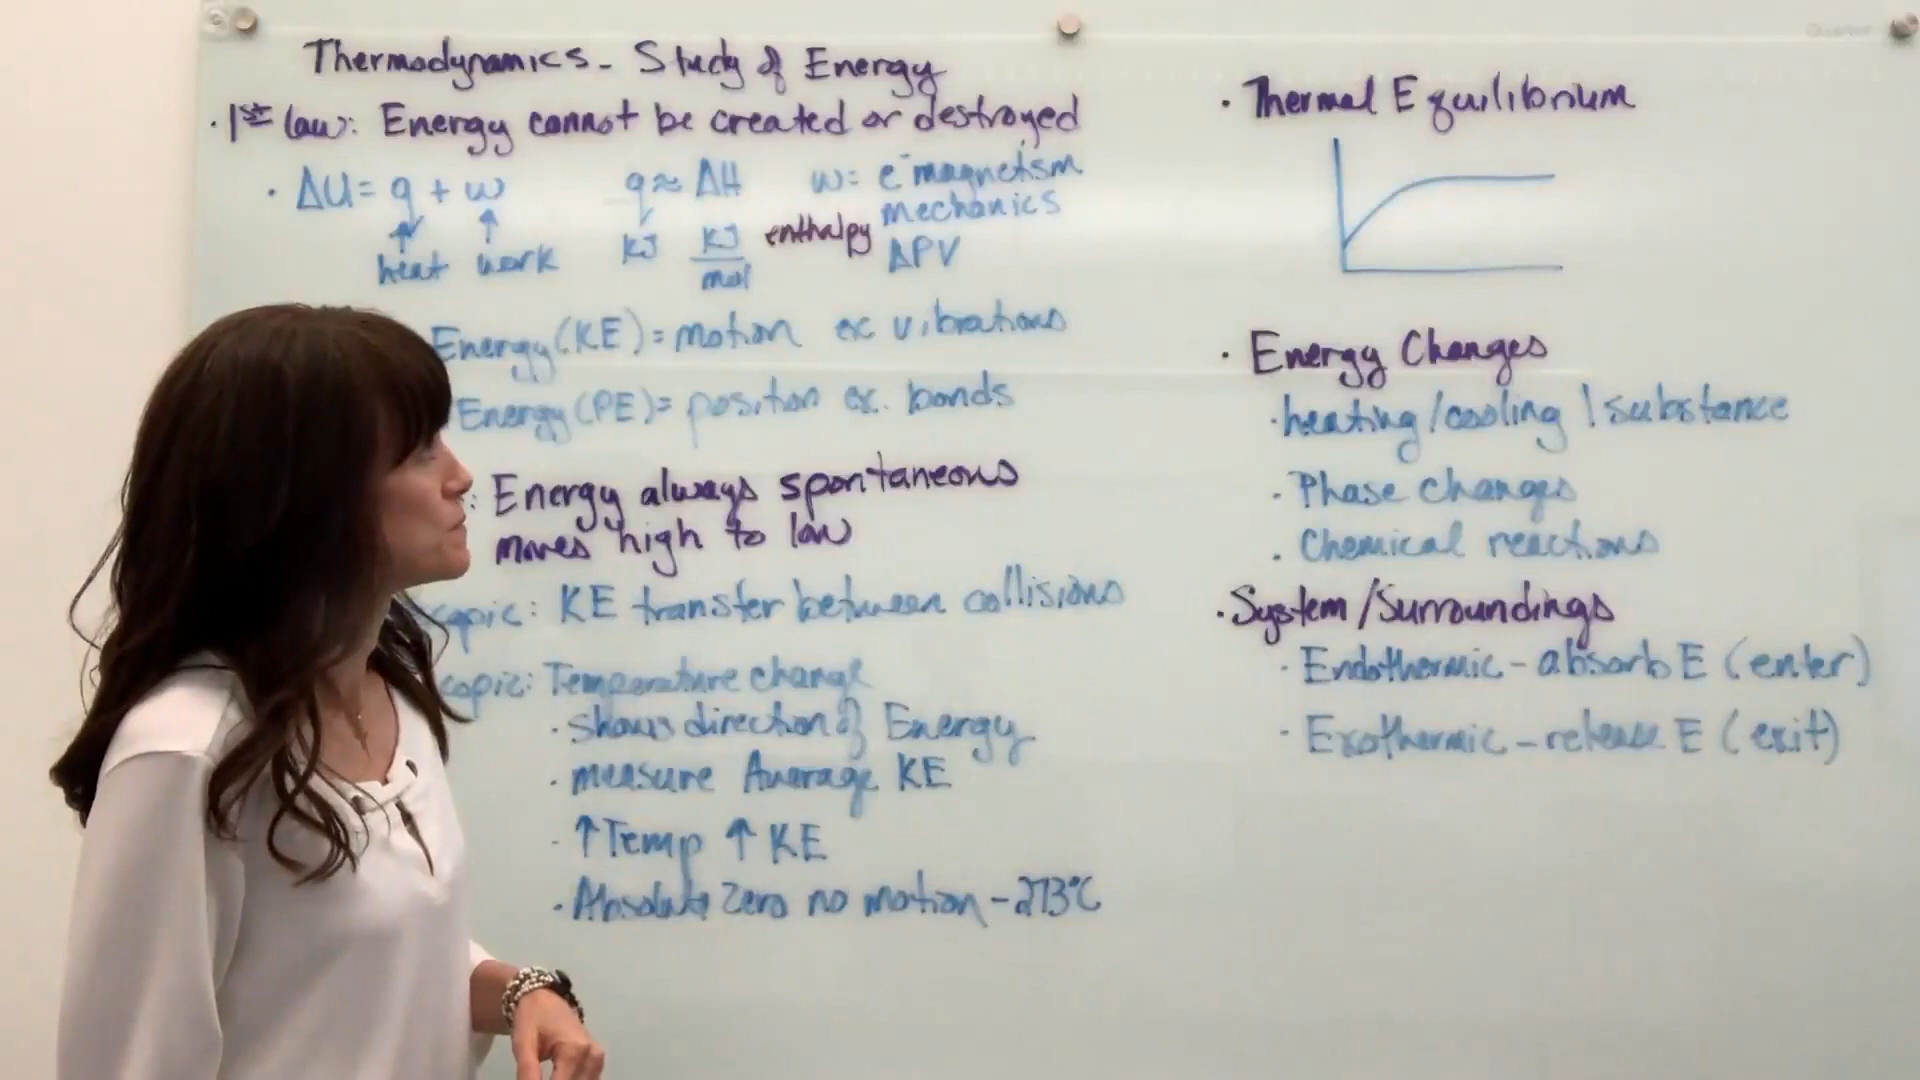 Thermodynamics - Study of Energy
· 1st law: Energy cannot be created or destroyed
· ΔU = q + w
heat work
q ≈ ΔH
kJ kJ/mol
enthalpy
w = e⁻magnetism
mechanics
ΔPV
Energy (KE) = motion ex vibrations
Energy (PE) = position ex. bonds
: Energy always spontaneous
moves high to low
copic: KE transfer between collisions
copic: Temperature change
· shows direction of Energy
· measure Average KE
· ↑Temp ↑KE
· Absolute Zero no motion -273°C
· Thermal Equilibrium
· Energy Changes
· heating/cooling 1 substance
· Phase changes
· Chemical reactions
· System/Surroundings
· Endothermic - absorb E (enter)
· Exothermic - release E (exit)
Quartet